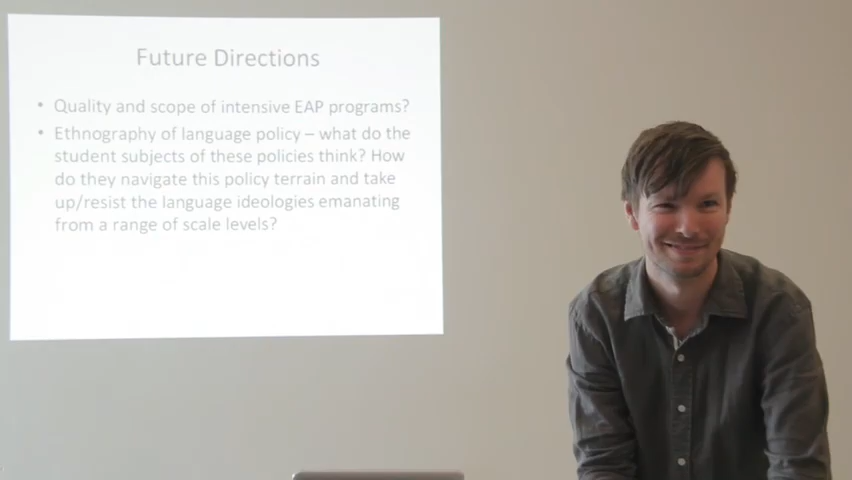 Future Directions
• Quality and scope of intensive EAP programs?
• Ethnography of language policy – what do the
student subjects of these policies think? How
do they navigate this policy terrain and take
up/resist the language ideologies emanating
from a range of scale levels?